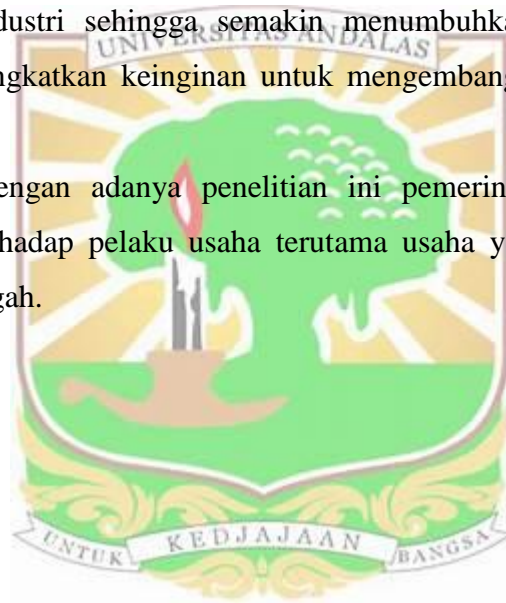 dustri sehingga semakin menumbuhka
UNIVERSITAS ANDALAS
ngkatkan keinginan untuk mengembang
engan adanya penelitian ini pemerin
hadap pelaku usaha terutama usaha y
gah.
UNTUK KEDJAJAAN BANGSA